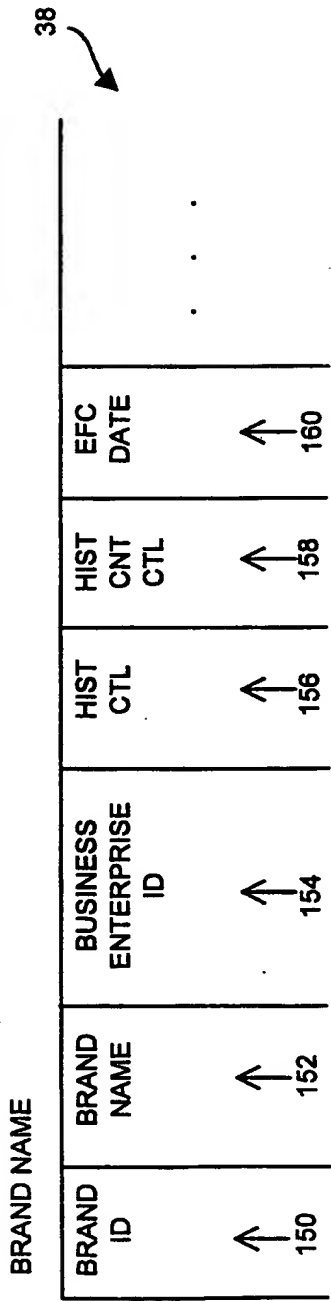 BRAND NAME
38
BRAND
ID
150
BRAND
NAME
152
BUSINESS
ENTERPRISE
ID
154
HIST
CTL
156
HIST
CNT
CTL
158
EFC
DATE
160
. . .